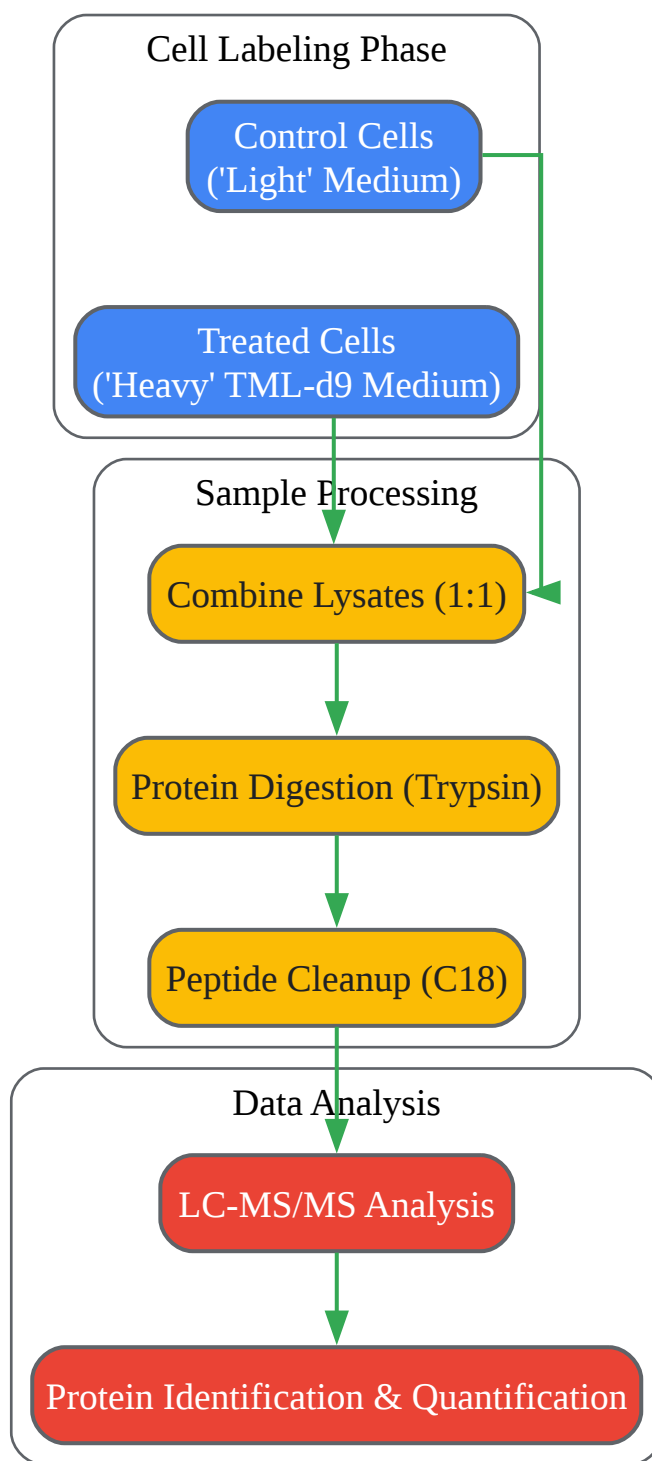 Cell Labeling Phase
Control Cells
('Light' Medium)
Treated Cells
('Heavy' TML-d9 Medium)
Sample Processing
Combine Lysates (1:1)
Protein Digestion (Trypsin)
Peptide Cleanup (C18)
Data Analysis
LC-MS/MS Analysis
Protein Identification & Quantification